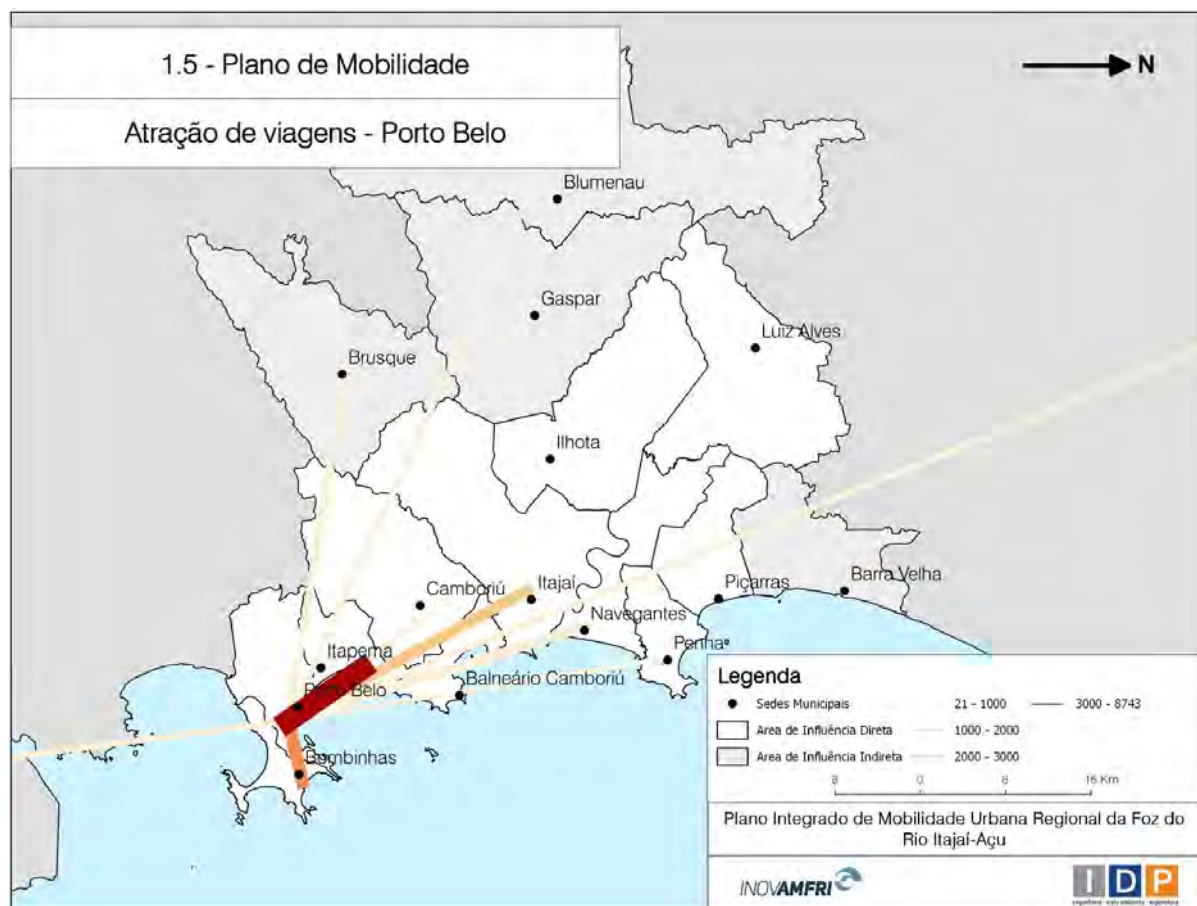 1.5 - Plano de Mobilidade
N
Atração de viagens - Porto Belo
Blumenau
Gaspar
Luiz Alves
Brusque
Ilhota
Camboriú
Itajaí
Piçarras
Barra Velha
Navegantes
Itapema
Penha
Porto Belo
Balneário Camboriú
Bombinhas
Legenda
Sedes Municipais
21 - 1000
3000 - 8743
Area de Influência Direta
1000 - 2000
Area de Influência Indireta
2000 - 3000
8 0 8 16 Km
Plano Integrado de Mobilidade Urbana Regional da Foz do
Rio Itajaí-Açu
INOVAMFRI
IDP